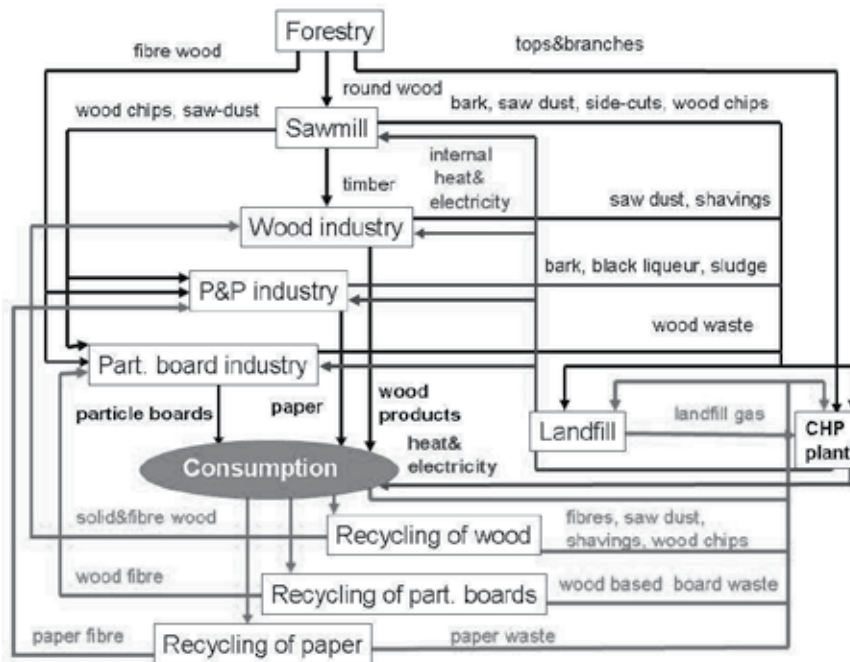 Forestry
fibre wood
tops&branches
round wood
wood chips, saw-dust
bark, saw dust, side-cuts, wood chips
Sawmill
internal
heat&
electricity
timber
saw dust, shavings
Wood industry
bark, black liqueur, sludge
P&P industry
wood waste
Part. board industry
particle boards
paper
wood
products
landfill gas
Landfill
CHP
plant
heat&
electricity
Consumption
solid&fibre wood
Recycling of wood
fibres, saw dust,
shavings, wood chips
wood fibre
Recycling of part. boards
wood based board waste
paper fibre
Recycling of paper
paper waste